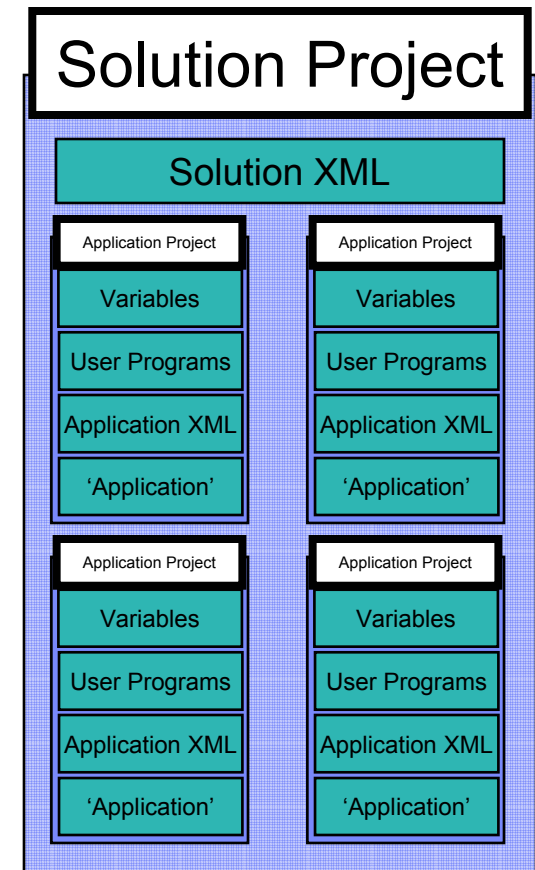 Solution Project
Solution XML
Application Project
Variables
User Programs
Application XML
‘Application’
Application Project
Variables
User Programs
Application XML
‘Application’
Application Project
Variables
User Programs
Application XML
‘Application’
Application Project
Variables
User Programs
Application XML
‘Application’